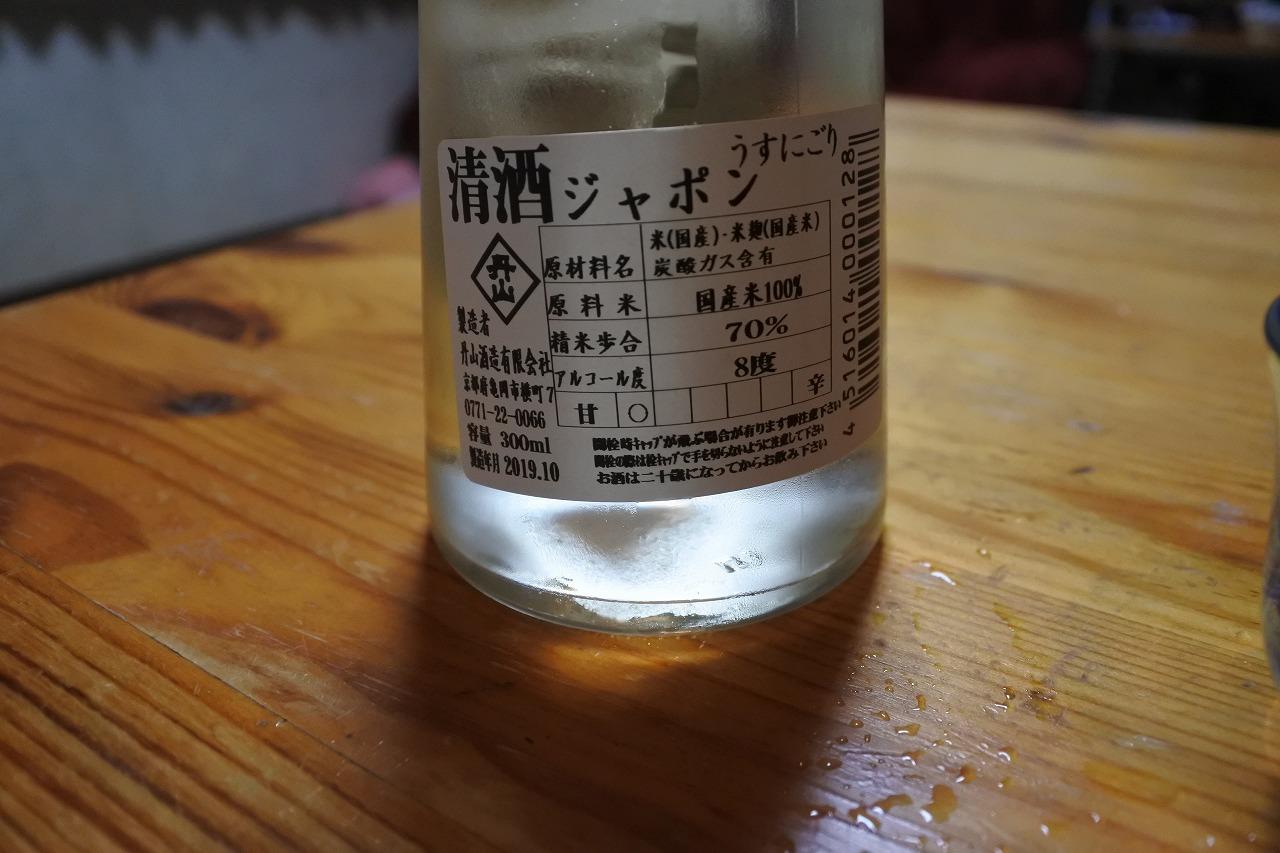 うすにごり
清酒ジャポン
丹山
原材料名 米(国産)・米麹(国産米)
炭酸ガス含有
原料米 国産米100%
精米歩合 70%
アルコール度 8度
甘 ○ 辛
製造者
丹山酒造有限会社
京都府亀岡市横町7
0771-22-0066
容量 300ml
製造年月 2019.10
開栓時キャップが飛ぶ場合が有ります御注意下さい
開栓の際は栓キャップで手を切らないように注意して下さい
お酒は二十歳になってからお飲み下さい
4 516014 000128